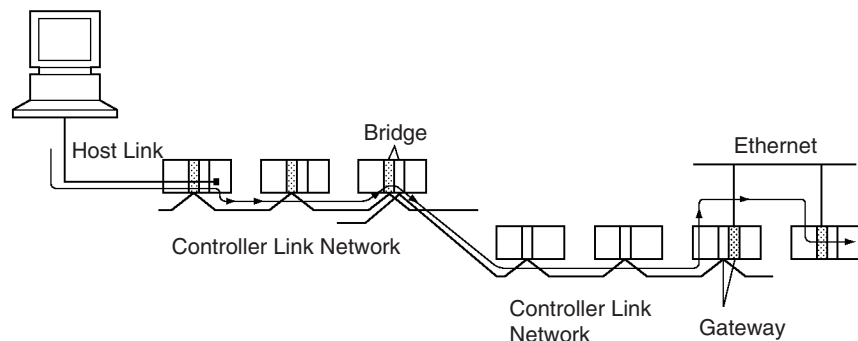 Host Link
Bridge
Ethernet
Controller Link Network
Controller Link
Network
Gateway